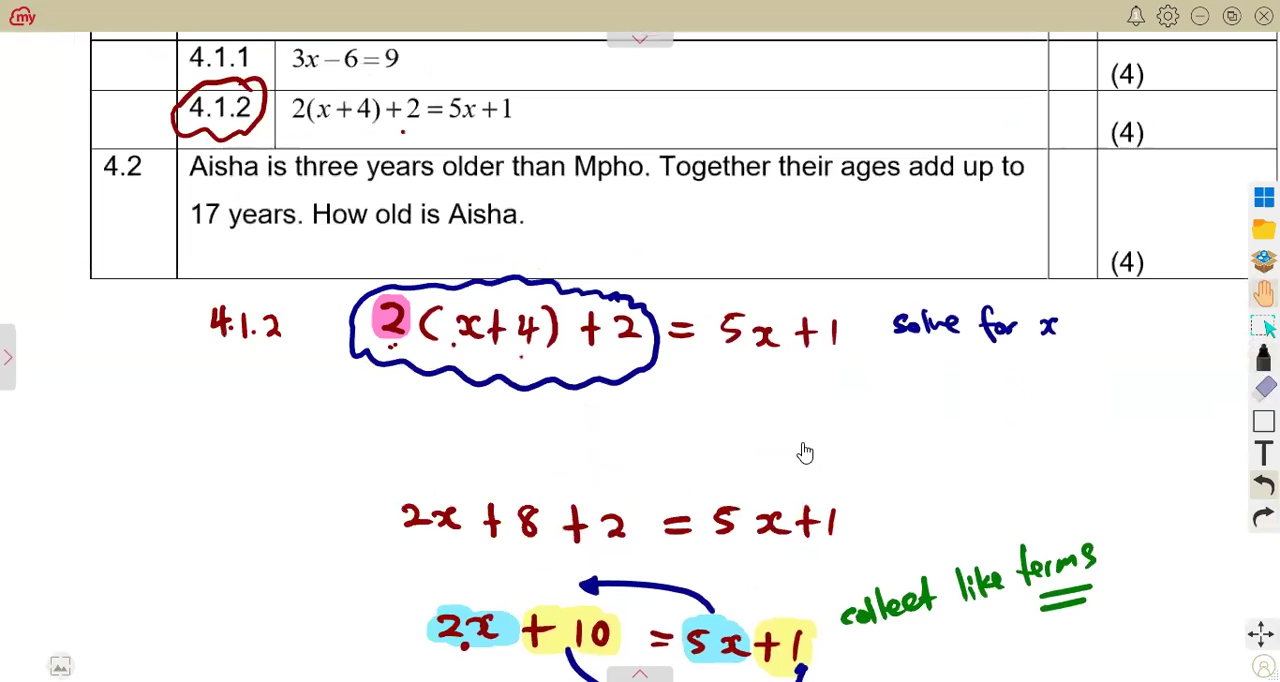 my
4.1.1 3x − 6 = 9 (4)
4.1.2 2(x + 4) + 2 = 5x + 1 (4)
4.2 Aisha is three years older than Mpho. Together their ages add up to
17 years. How old is Aisha.
(4)
4.1.2 2(x+4)+2 = 5x+1 solve for x
2x + 8 + 2 = 5x+1
collect like terms
2x + 10 = 5x+1
T